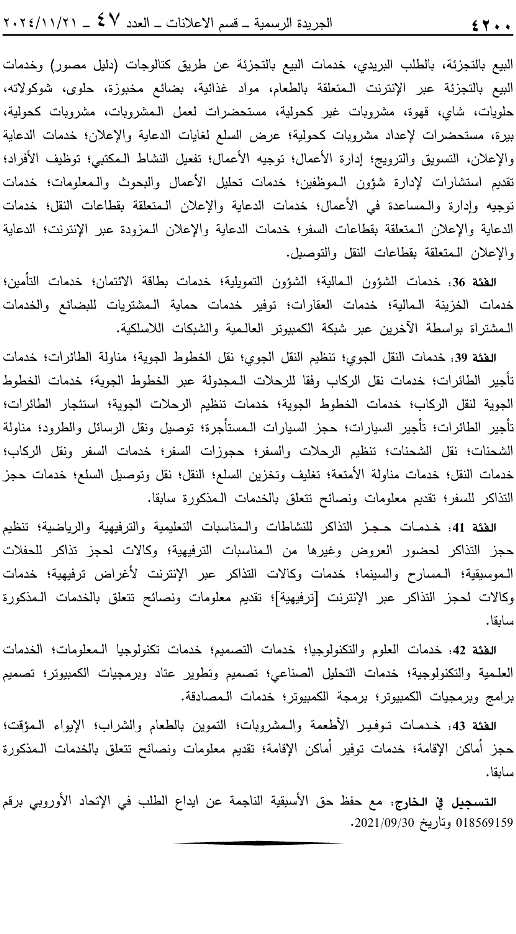 ٤٢٠٠ الجريدة الرسمية ـ قسم الاعلانات ـ العدد ٤٧ ـ ٢٠٢٤/١١/٢١
البيع بالتجزئة، بالطلب البريدي، خدمات البيع بالتجزئة عن طريق كتالوجات (دليل مصور) وخدمات
البيع بالتجزئة عبر الإنترنت المتعلقة بالطعام، مواد غذائية، بضائع مخبوزة، حلوى، شوكولاته،
حلويات، شاي، قهوة، مشروبات غير كحولية، مستحضرات لعمل المشروبات، مشروبات كحولية،
بيرة، مستحضرات لإعداد مشروبات كحولية؛ عرض السلع لغايات الدعاية والإعلان؛ خدمات الدعاية
والإعلان، التسويق والترويج؛ إدارة الأعمال؛ توجيه الأعمال؛ تفعيل النشاط المكتبي؛ توظيف الأفراد؛
تقديم استشارات لإدارة شؤون الموظفين؛ خدمات تحليل الأعمال والبحوث والمعلومات؛ خدمات
توجيه وإدارة والمساعدة في الأعمال؛ خدمات الدعاية والإعلان المتعلقة بقطاعات النقل؛ خدمات
الدعاية والإعلان المتعلقة بقطاعات السفر؛ خدمات الدعاية والإعلان المزودة عبر الإنترنت؛ الدعاية
والإعلان المتعلقة بقطاعات النقل والتوصيل.
الفئة 36: خدمات الشؤون المالية؛ الشؤون التمويلية؛ خدمات بطاقة الائتمان؛ خدمات التأمين؛
خدمات الخزينة المالية؛ خدمات العقارات؛ توفير خدمات حماية المشتريات للبضائع والخدمات
المشتراة بواسطة الآخرين عبر شبكة الكمبيوتر العالمية والشبكات اللاسلكية.
الفئة 39: خدمات النقل الجوي؛ تنظيم النقل الجوي؛ نقل الخطوط الجوية؛ مناولة الطائرات؛ خدمات
تأجير الطائرات؛ خدمات نقل الركاب وفقا للرحلات المجدولة عبر الخطوط الجوية؛ خدمات الخطوط
الجوية لنقل الركاب؛ خدمات الخطوط الجوية؛ خدمات تنظيم الرحلات الجوية؛ استئجار الطائرات؛
تأجير الطائرات؛ تأجير السيارات؛ حجز السيارات المستأجرة؛ توصيل ونقل الرسائل والطرود؛ مناولة
الشحنات؛ نقل الشحنات؛ تنظيم الرحلات والسفر؛ حجوزات السفر؛ خدمات السفر ونقل الركاب؛
خدمات النقل؛ خدمات مناولة الأمتعة؛ تغليف وتخزين السلع؛ النقل؛ نقل وتوصيل السلع؛ خدمات حجز
التذاكر للسفر؛ تقديم معلومات ونصائح تتعلق بالخدمات المذكورة سابقا.
الفئة 41: خدمات حجز التذاكر للنشاطات والمناسبات التعليمية والترفيهية والرياضية؛ تنظيم
حجز التذاكر لحضور العروض وغيرها من المناسبات الترفيهية؛ وكالات لحجز تذاكر للحفلات
الموسيقية؛ المسارح والسينما؛ خدمات وكالات التذاكر عبر الإنترنت لأغراض ترفيهية؛ خدمات
وكالات لحجز التذاكر عبر الإنترنت [ترفيهية]؛ تقديم معلومات ونصائح تتعلق بالخدمات المذكورة
سابقا.
الفئة 42: خدمات العلوم والتكنولوجيا؛ خدمات التصميم؛ خدمات تكنولوجيا المعلومات؛ الخدمات
العلمية والتكنولوجية؛ خدمات التحليل الصناعي؛ تصميم وتطوير عتاد وبرمجيات الكمبيوتر؛ تصميم
برامج وبرمجيات الكمبيوتر؛ برمجة الكمبيوتر؛ خدمات المصادقة.
الفئة 43: خدمات توفير الأطعمة والمشروبات؛ التموين بالطعام والشراب؛ الإيواء المؤقت؛
حجز أماكن الإقامة؛ خدمات توفير أماكن الإقامة؛ تقديم معلومات ونصائح تتعلق بالخدمات المذكورة
سابقا.
التسجيل في الخارج: مع حفظ حق الأسبقية الناجمة عن ايداع الطلب في الإتحاد الأوروبي برقم
018569159 وتاريخ 2021/09/30.